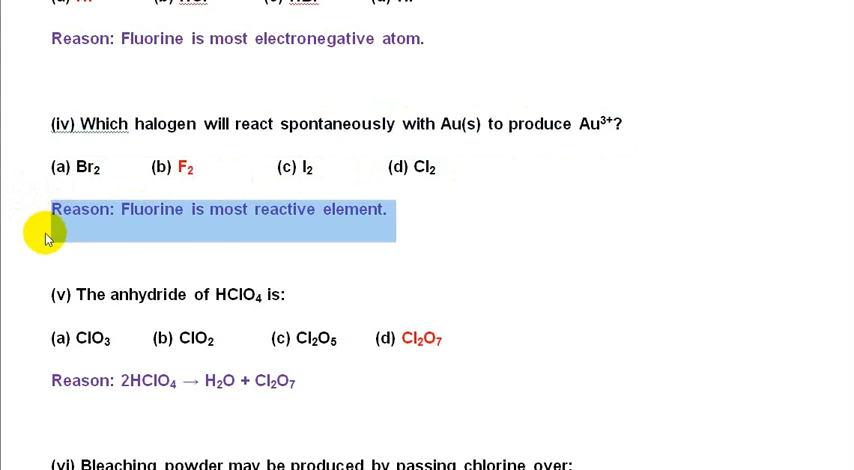 Reason: Fluorine is most electronegative atom.
(iv) Which halogen will react spontaneously with Au(s) to produce Au³⁺?
(a) Br₂ (b) F₂ (c) I₂ (d) Cl₂
Reason: Fluorine is most reactive element.
(v) The anhydride of HClO₄ is:
(a) ClO₃ (b) ClO₂ (c) Cl₂O₅ (d) Cl₂O₇
Reason: 2HClO₄ → H₂O + Cl₂O₇
(vi) Bleaching powder may be produced by passing chlorine over: